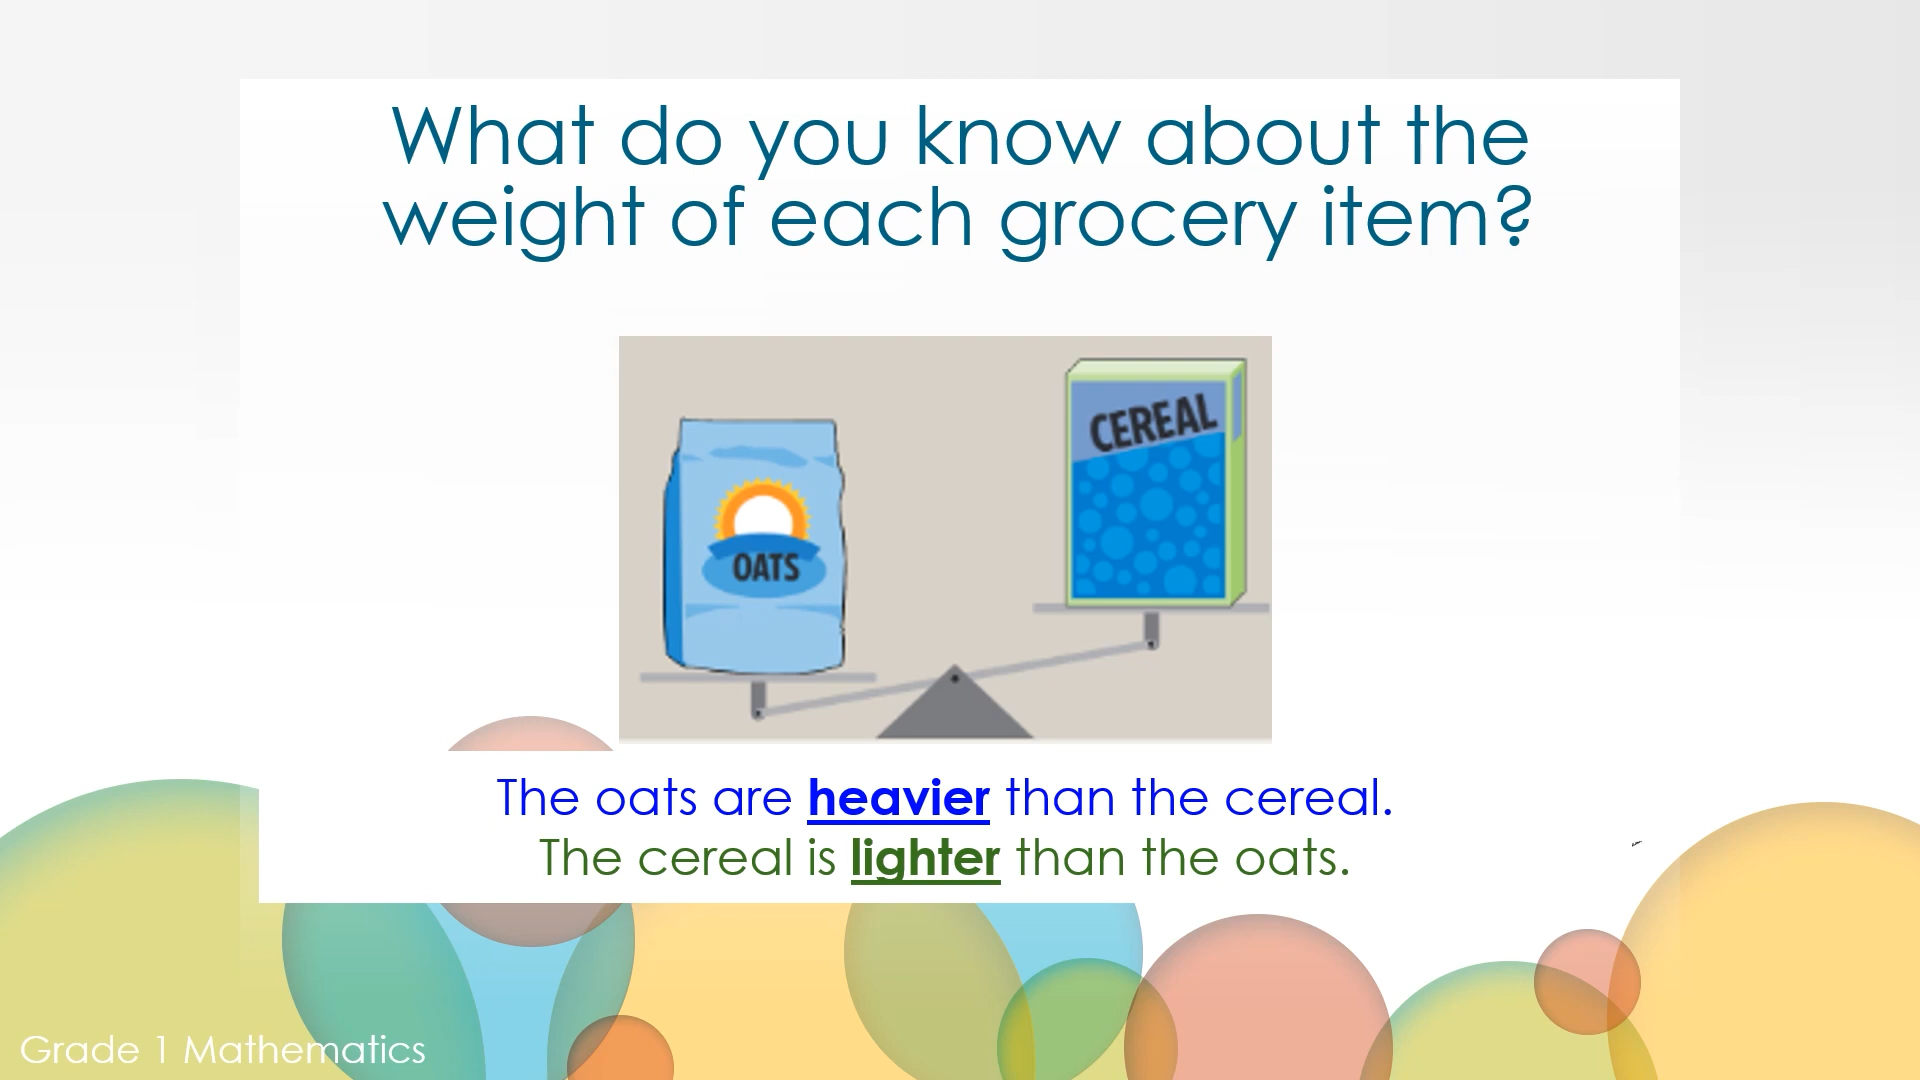 What do you know about the
weight of each grocery item?
CEREAL
OATS
The oats are heavier than the cereal.
The cereal is lighter than the oats.
Grade 1 Mathematics